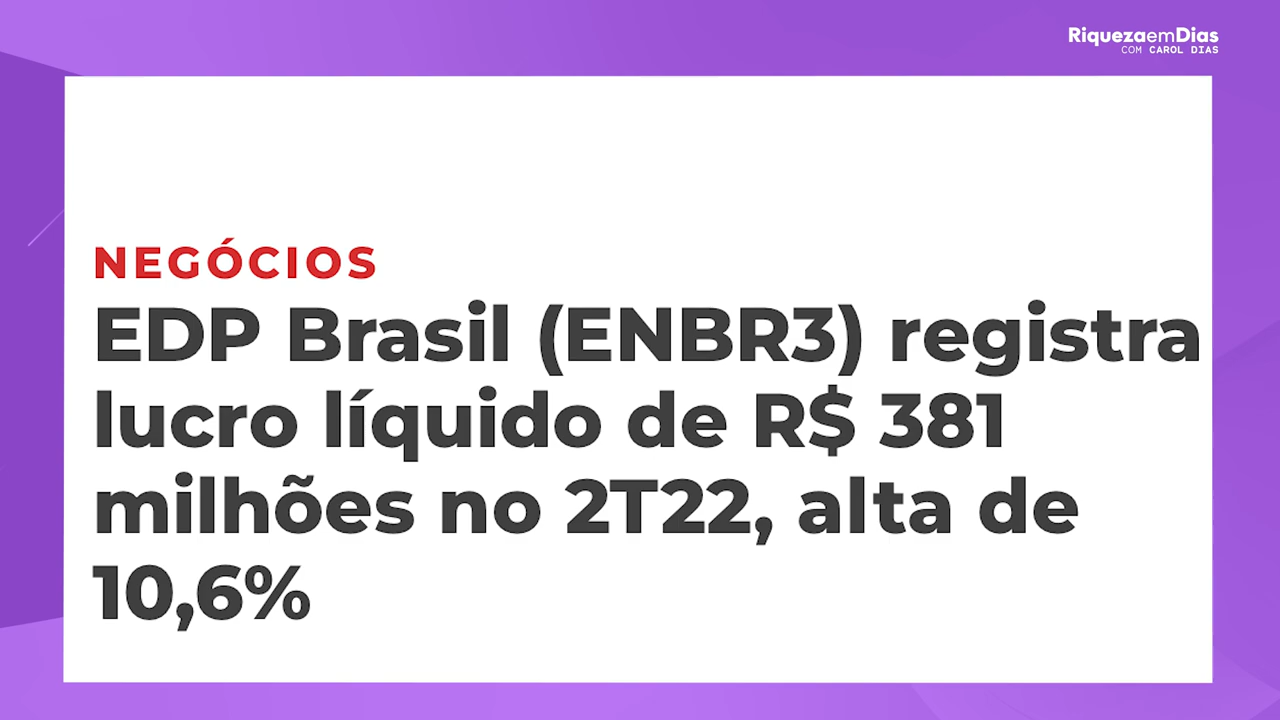 RiquezaemDias
COM CAROL DIAS
NEGÓCIOS
EDP Brasil (ENBR3) registra
lucro líquido de R$ 381
milhões no 2T22, alta de
10,6%